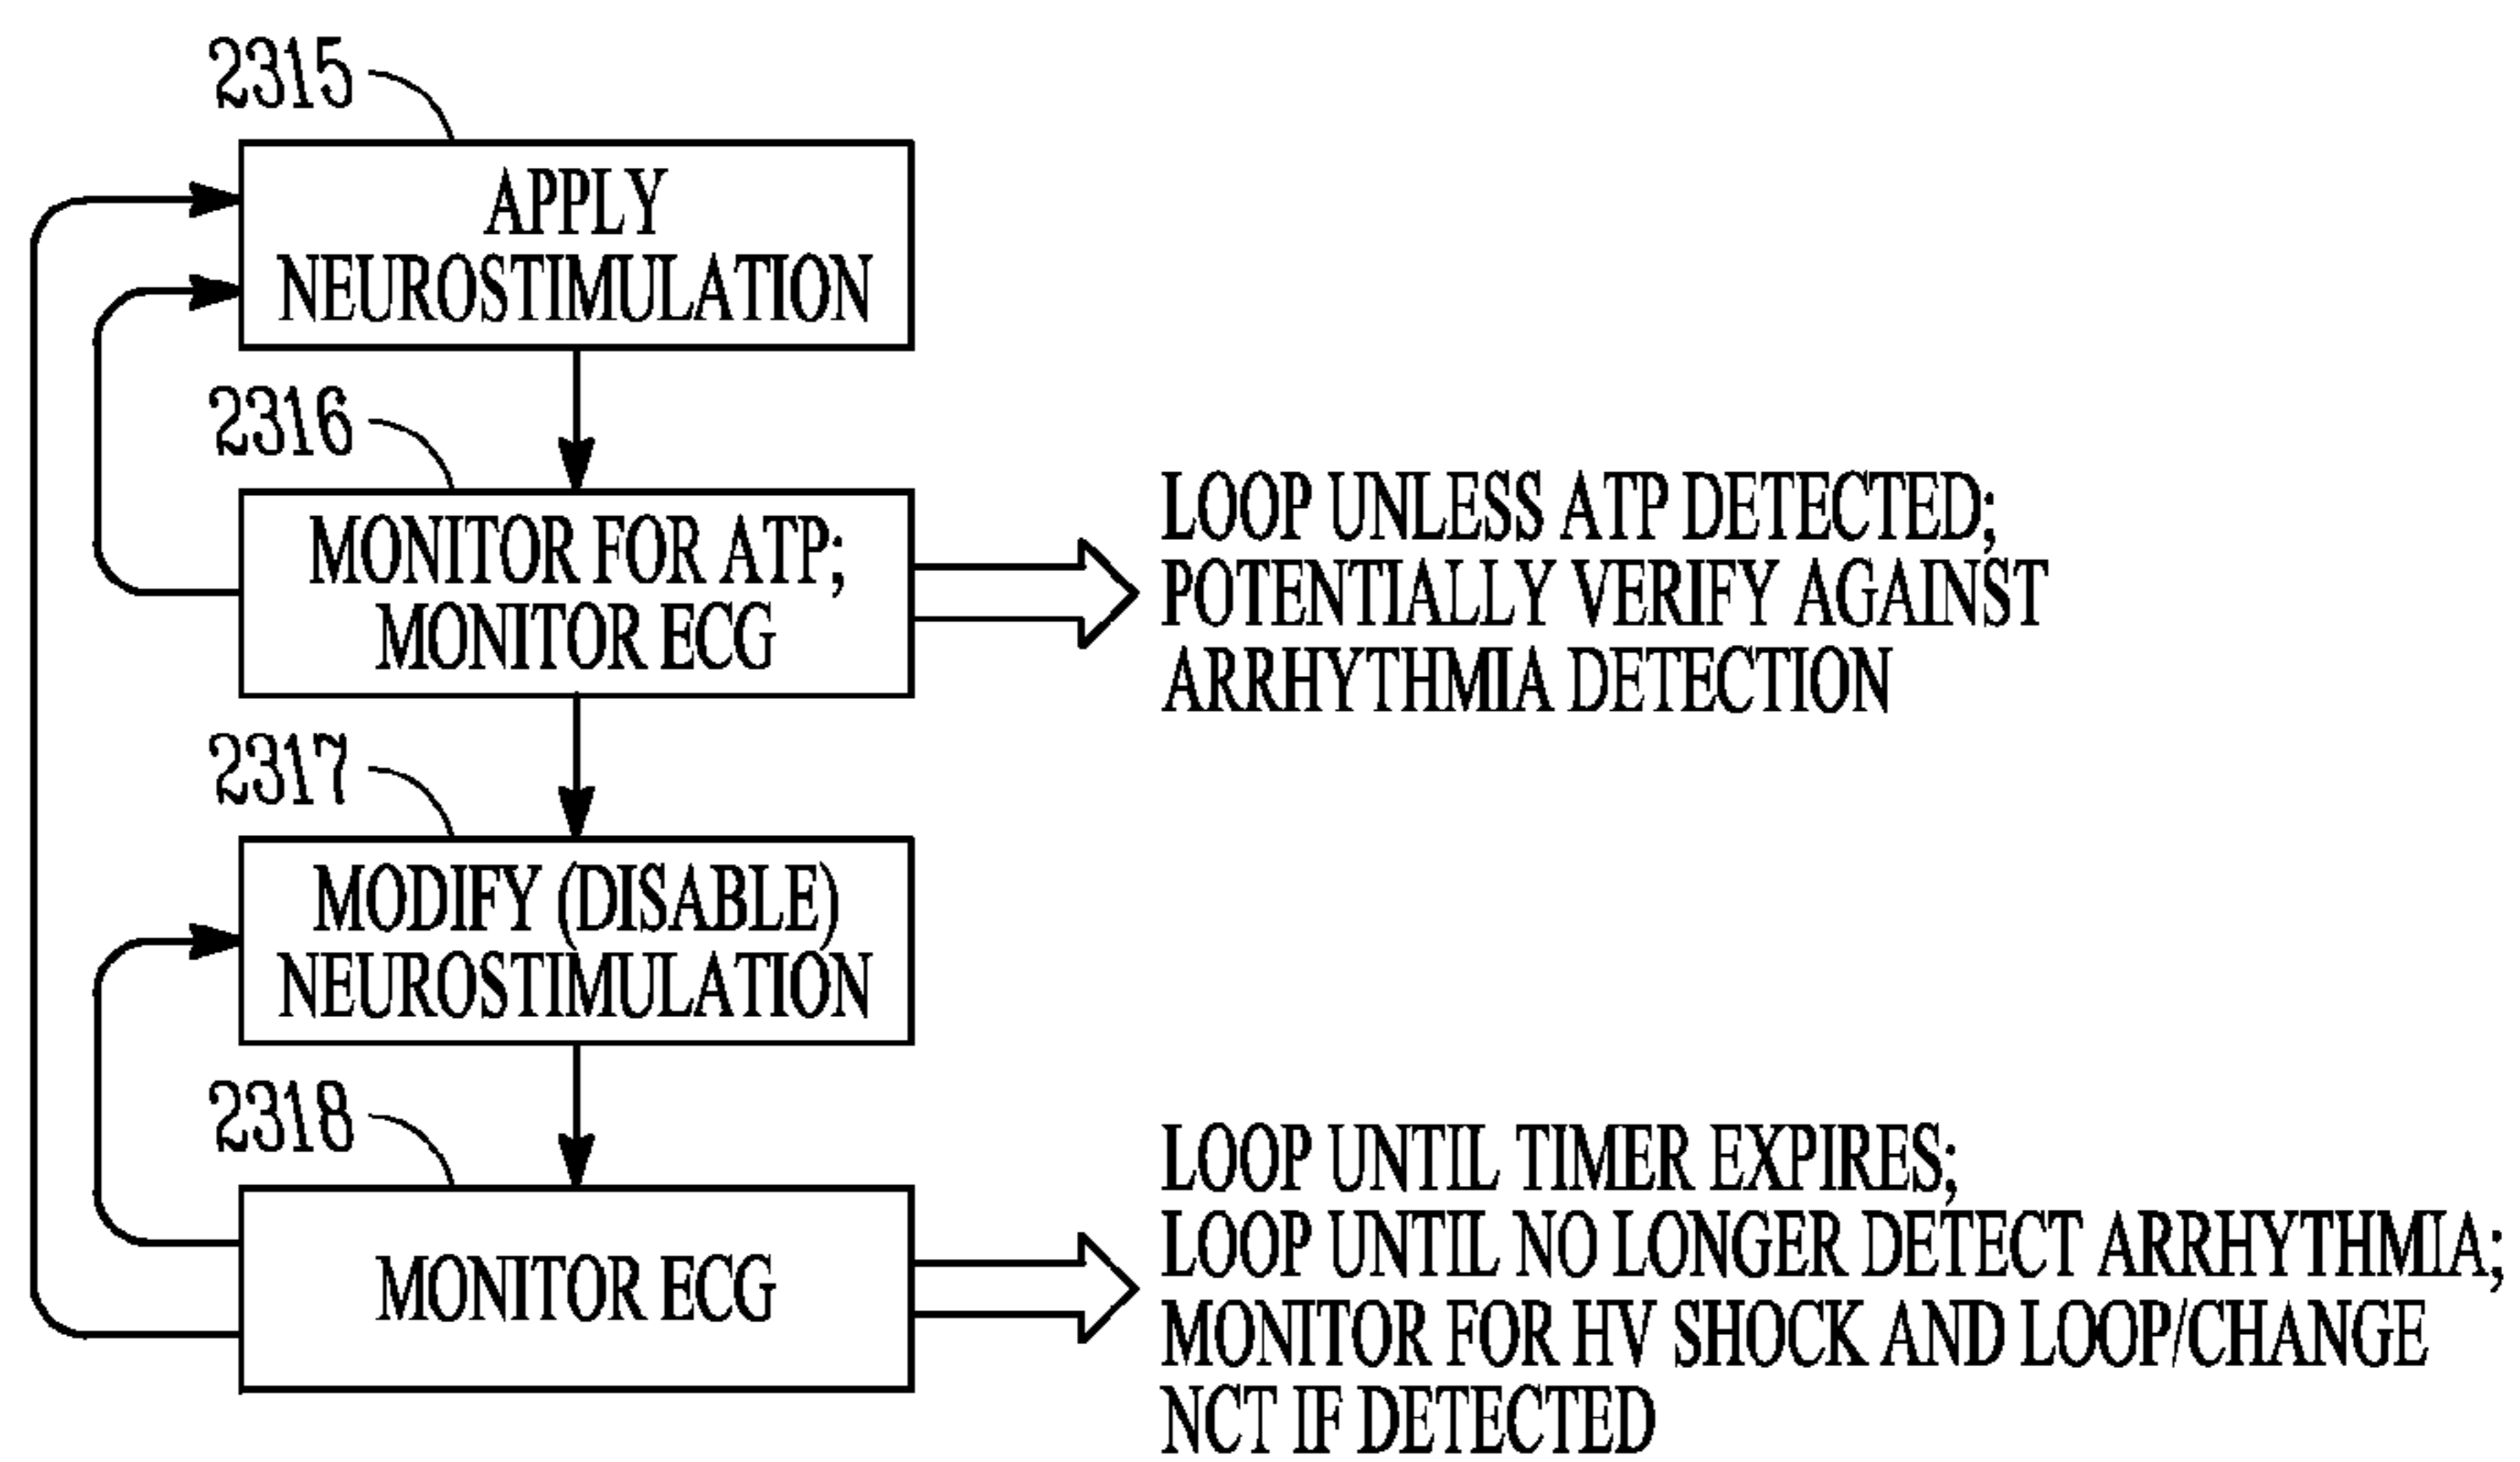 2315
APPLY
NEUROSTIMULATION
2316
MONITOR FOR ATP;
MONITOR ECG
LOOP UNLESS ATP DETECTED;
POTENTIALLY VERIFY AGAINST
ARRHYTHMIA DETECTION
2317
MODIFY (DISABLE)
NEUROSTIMULATION
2318
MONITOR ECG
LOOP UNTIL TIMER EXPIRES;
LOOP UNTIL NO LONGER DETECT ARRHYTHMIA;
MONITOR FOR HV SHOCK AND LOOP/CHANGE
NCT IF DETECTED